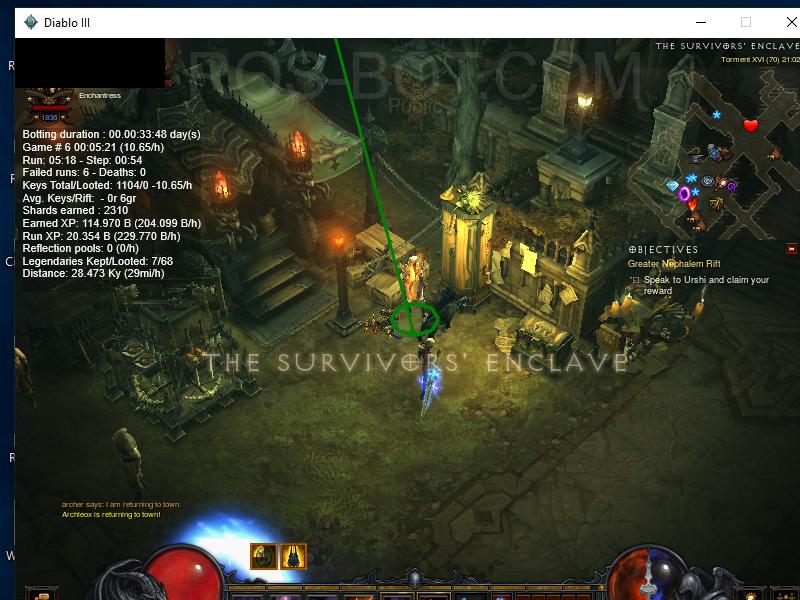 Diablo III
ROS-BOT.COM
Public
THE SURVIVORS' ENCLAVE
Torment XVI (70) 21:02
Enchantress
1836
Botting duration : 00.00:33:48 day(s)
Game # 6 00:05:21 (10.65/h)
Run: 05:18 - Step: 00:54
Failed runs: 6 - Deaths: 0
Keys Total/Looted: 1104/0 -10.65/h
Avg. Keys/Rift:  - 0r 6gr
Shards earned : 2310
Earned XP: 114.970 B (204.099 B/h)
Run XP: 20.354 B (229.770 B/h)
Reflection pools: 0 (0/h)
Legendaries Kept/Looted: 7/68
Distance: 28.473 Ky (29mi/h)
OBJECTIVES
Greater Nephalem Rift
Speak to Urshi and claim your
reward
THE SURVIVORS' ENCLAVE
archer says: I am returning to town.
Archleox is returning to town!